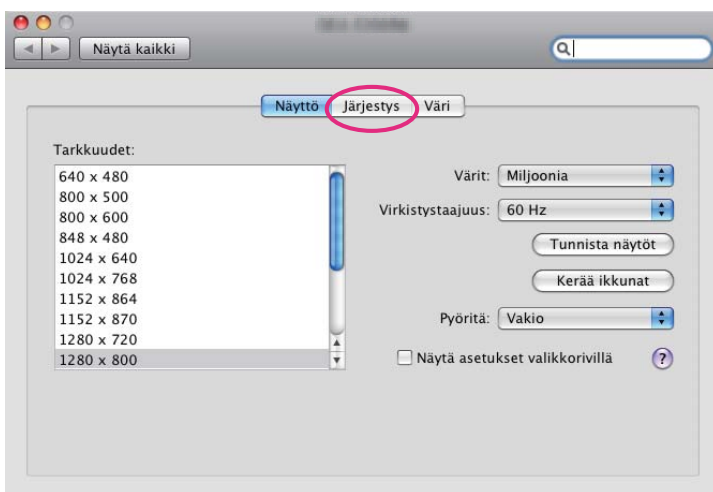 Näytä kaikki
Näyttö Järjestys Väri
Tarkkuudet:
640 x 480
800 x 500
800 x 600
848 x 480
1024 x 640
1024 x 768
1152 x 864
1152 x 870
1280 x 720
1280 x 800
Värit: Miljoonia
Virkistystaajuus: 60 Hz
Tunnista näytöt
Kerää ikkunat
Pyöritä: Vakio
Näytä asetukset valikkorivillä ?